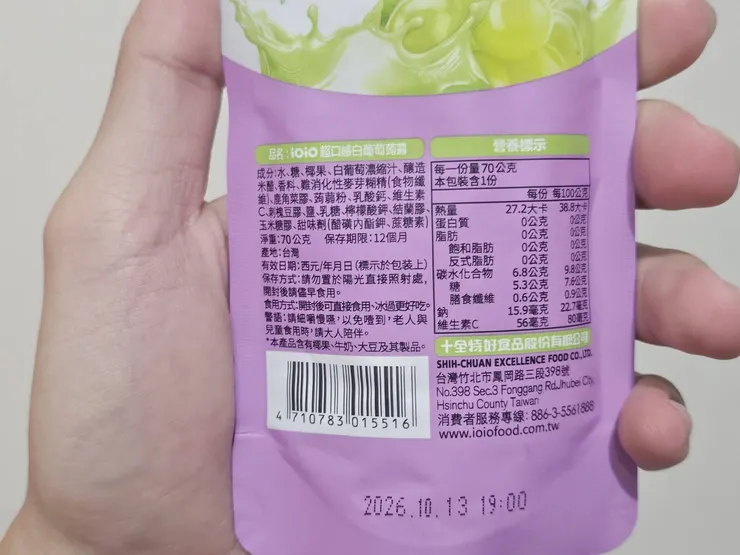 品名：ioio 超口感白葡萄蒟蒻
成分:水、糖、椰果、白葡萄濃縮汁、釀造
米醋、香料、難消化性麥芽糊精(食物纖
維)、鹿角菜膠、蒟蒻粉、乳酸鈣、維生素
C、刺槐豆膠、鹽、乳糖、檸檬酸鉀、結蘭膠、
玉米糖膠、甜味劑(醋磺內酯鉀、蔗糖素)
淨重:70公克 保存期限:12個月
產地:台灣
有效日期:西元/年月日(標示於包裝上)
保存方式:請勿置於陽光直接照射處,
開封後請儘早食用。
食用方式:開封後可直接食用、冰過更好吃。
警語:請細嚼慢嚥,以免噎到,老人與
兒童食用時,請大人陪伴。
*本產品含有椰果、牛奶、大豆及其製品。
4 710783 015516
營養標示
每一份量70公克
本包裝含1份
每份 每100公克
熱量 27.2大卡 38.8大卡
蛋白質 0公克 0公克
脂肪 0公克 0公克
飽和脂肪 0公克 0公克
反式脂肪 0公克 0公克
碳水化合物 6.8公克 9.8公克
糖 5.3公克 7.6公克
膳食纖維 0.6公克 0.9公克
鈉 15.9毫克 22.7毫克
維生素C 56毫克 80毫克
十全特好食品股份有限公司
SHIH-CHUAN EXCELLENCE FOOD CO.,LTD.
台灣竹北市鳳岡路三段398號
No.398 Sec.3 Fonggang Rd.,Jhubei City,
Hsinchu County Taiwan
消費者服務專線: 886-3-5561888
www.ioiofood.com.tw
2026.10.13 19:00